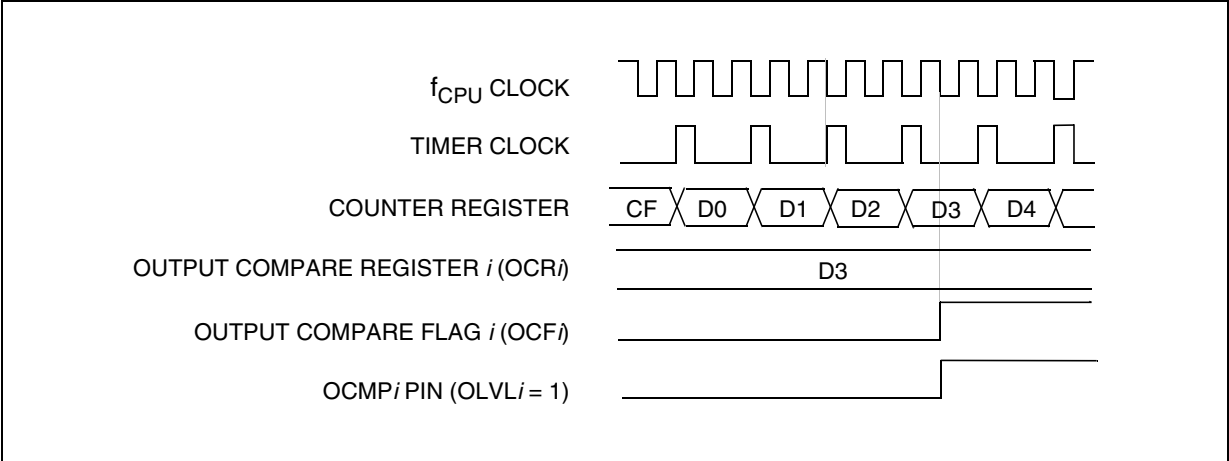 fCPU CLOCK
TIMER CLOCK
COUNTER REGISTER CF D0 D1 D2 D3 D4
OUTPUT COMPARE REGISTER i (OCRi) D3
OUTPUT COMPARE FLAG i (OCFi)
OCMPi PIN (OLVLi = 1)